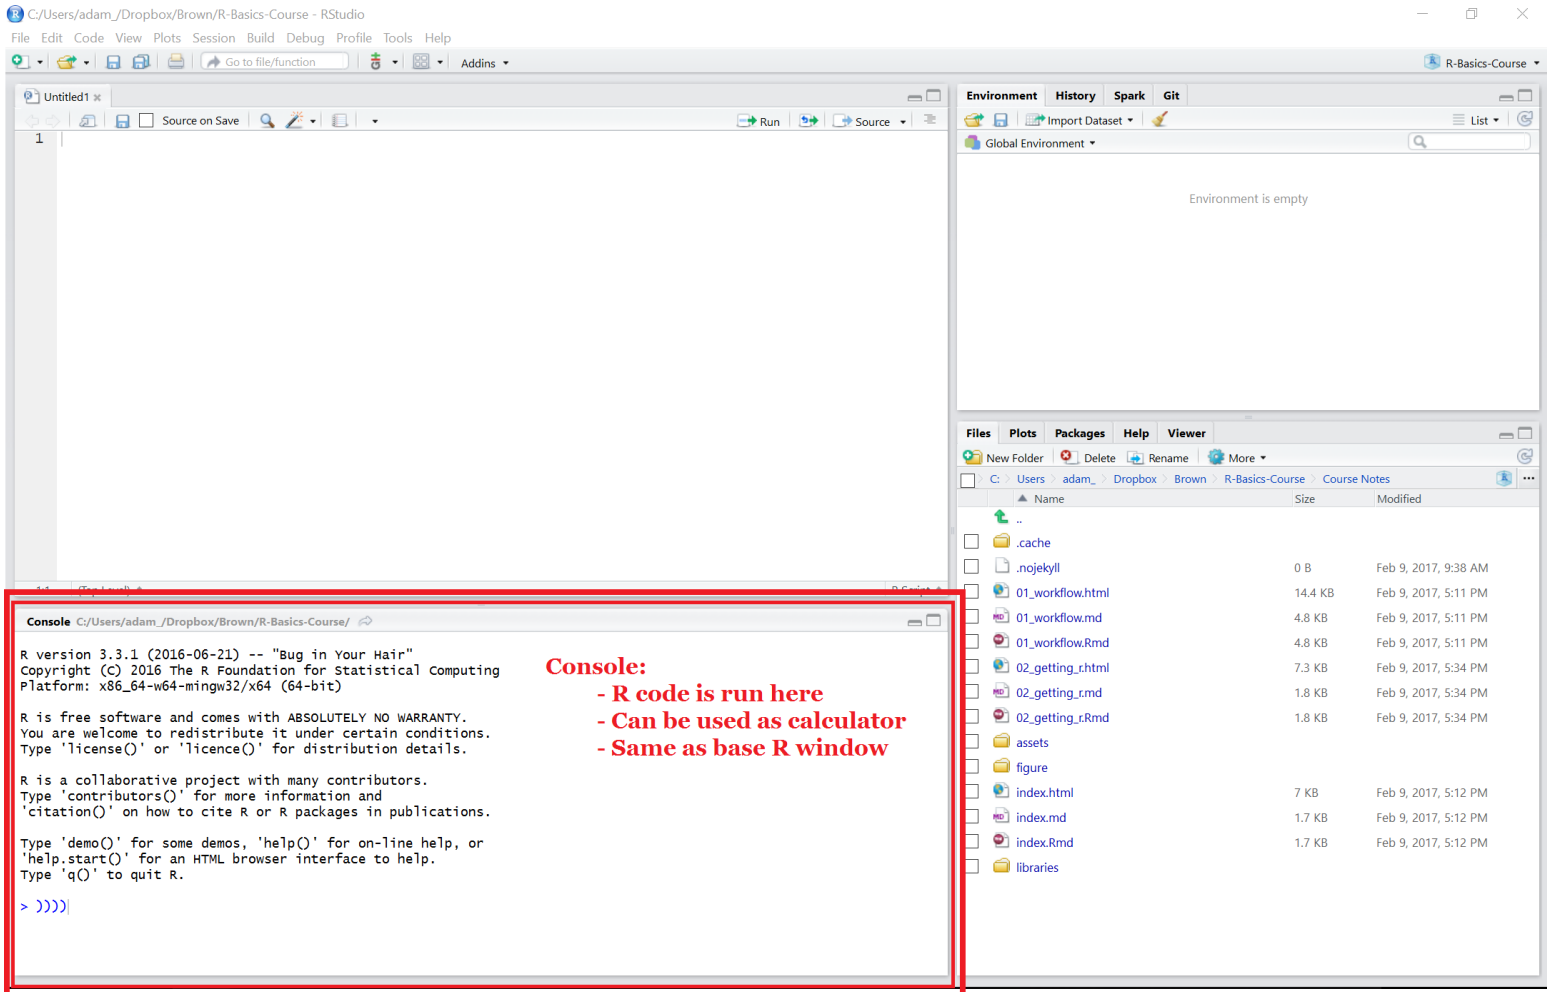 C:/Users/adam_/Dropbox/Brown/R-Basics-Course - RStudio
File Edit Code View Plots Session Build Debug Profile Tools Help
Go to file/function Addins R-Basics-Course
Untitled1
Source on Save Run Source
1
1:1 (Top Level) R Script
Console C:/Users/adam_/Dropbox/Brown/R-Basics-Course/
R version 3.3.1 (2016-06-21) -- "Bug in Your Hair"
Copyright (C) 2016 The R Foundation for Statistical Computing
Platform: x86_64-w64-mingw32/x64 (64-bit)
R is free software and comes with ABSOLUTELY NO WARRANTY.
You are welcome to redistribute it under certain conditions.
Type 'license()' or 'licence()' for distribution details.
R is a collaborative project with many contributors.
Type 'contributors()' for more information and
'citation()' on how to cite R or R packages in publications.
Type 'demo()' for some demos, 'help()' for on-line help, or
'help.start()' for an HTML browser interface to help.
Type 'q()' to quit R.
> ))))
Console:
- R code is run here
- Can be used as calculator
- Same as base R window
Environment History Spark Git
Import Dataset List
Global Environment
Environment is empty
Files Plots Packages Help Viewer
New Folder Delete Rename More
C: Users adam_ Dropbox Brown R-Basics-Course Course Notes
Name Size Modified
..
.cache
.nojekyll 0 B Feb 9, 2017, 9:38 AM
01_workflow.html 14.4 KB Feb 9, 2017, 5:11 PM
01_workflow.md 4.8 KB Feb 9, 2017, 5:11 PM
01_workflow.Rmd 4.8 KB Feb 9, 2017, 5:11 PM
02_getting_r.html 7.3 KB Feb 9, 2017, 5:34 PM
02_getting_r.md 1.8 KB Feb 9, 2017, 5:34 PM
02_getting_r.Rmd 1.8 KB Feb 9, 2017, 5:34 PM
assets
figure
index.html 7 KB Feb 9, 2017, 5:12 PM
index.md 1.7 KB Feb 9, 2017, 5:12 PM
index.Rmd 1.7 KB Feb 9, 2017, 5:12 PM
libraries